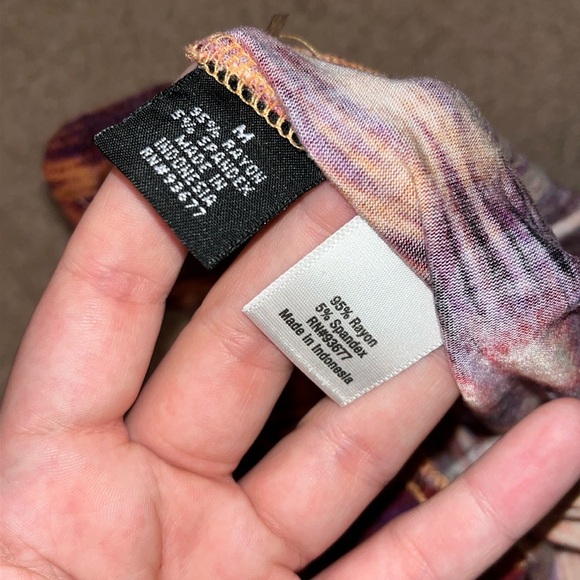 M
95% RAYON
5% SPANDEX
MADE IN
INDONESIA
RN#93677
95% Rayon
5% Spandex
RN#93677
Made In Indonesia